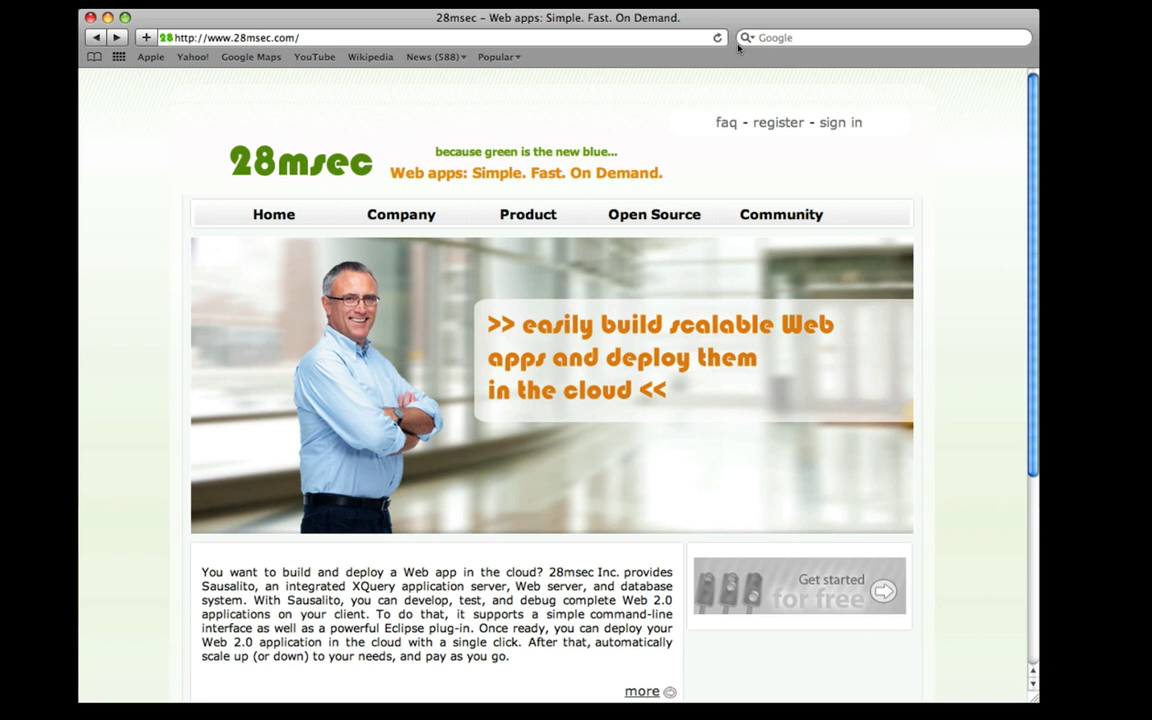 28msec – Web apps: Simple. Fast. On Demand.
28 http://www.28msec.com/
Google
Apple Yahoo! Google Maps YouTube Wikipedia News (588) Popular
faq - register - sign in
28msec
because green is the new blue...
Web apps: Simple. Fast. On Demand.
Home Company Product Open Source Community
>> easily build scalable Web
apps and deploy them
in the cloud <<
You want to build and deploy a Web app in the cloud? 28msec Inc. provides
Sausalito, an integrated XQuery application server, Web server, and database
system. With Sausalito, you can develop, test, and debug complete Web 2.0
applications on your client. To do that, it supports a simple command-line
interface as well as a powerful Eclipse plug-in. Once ready, you can deploy your
Web 2.0 application in the cloud with a single click. After that, automatically
scale up (or down) to your needs, and pay as you go.
more
Get started
for free